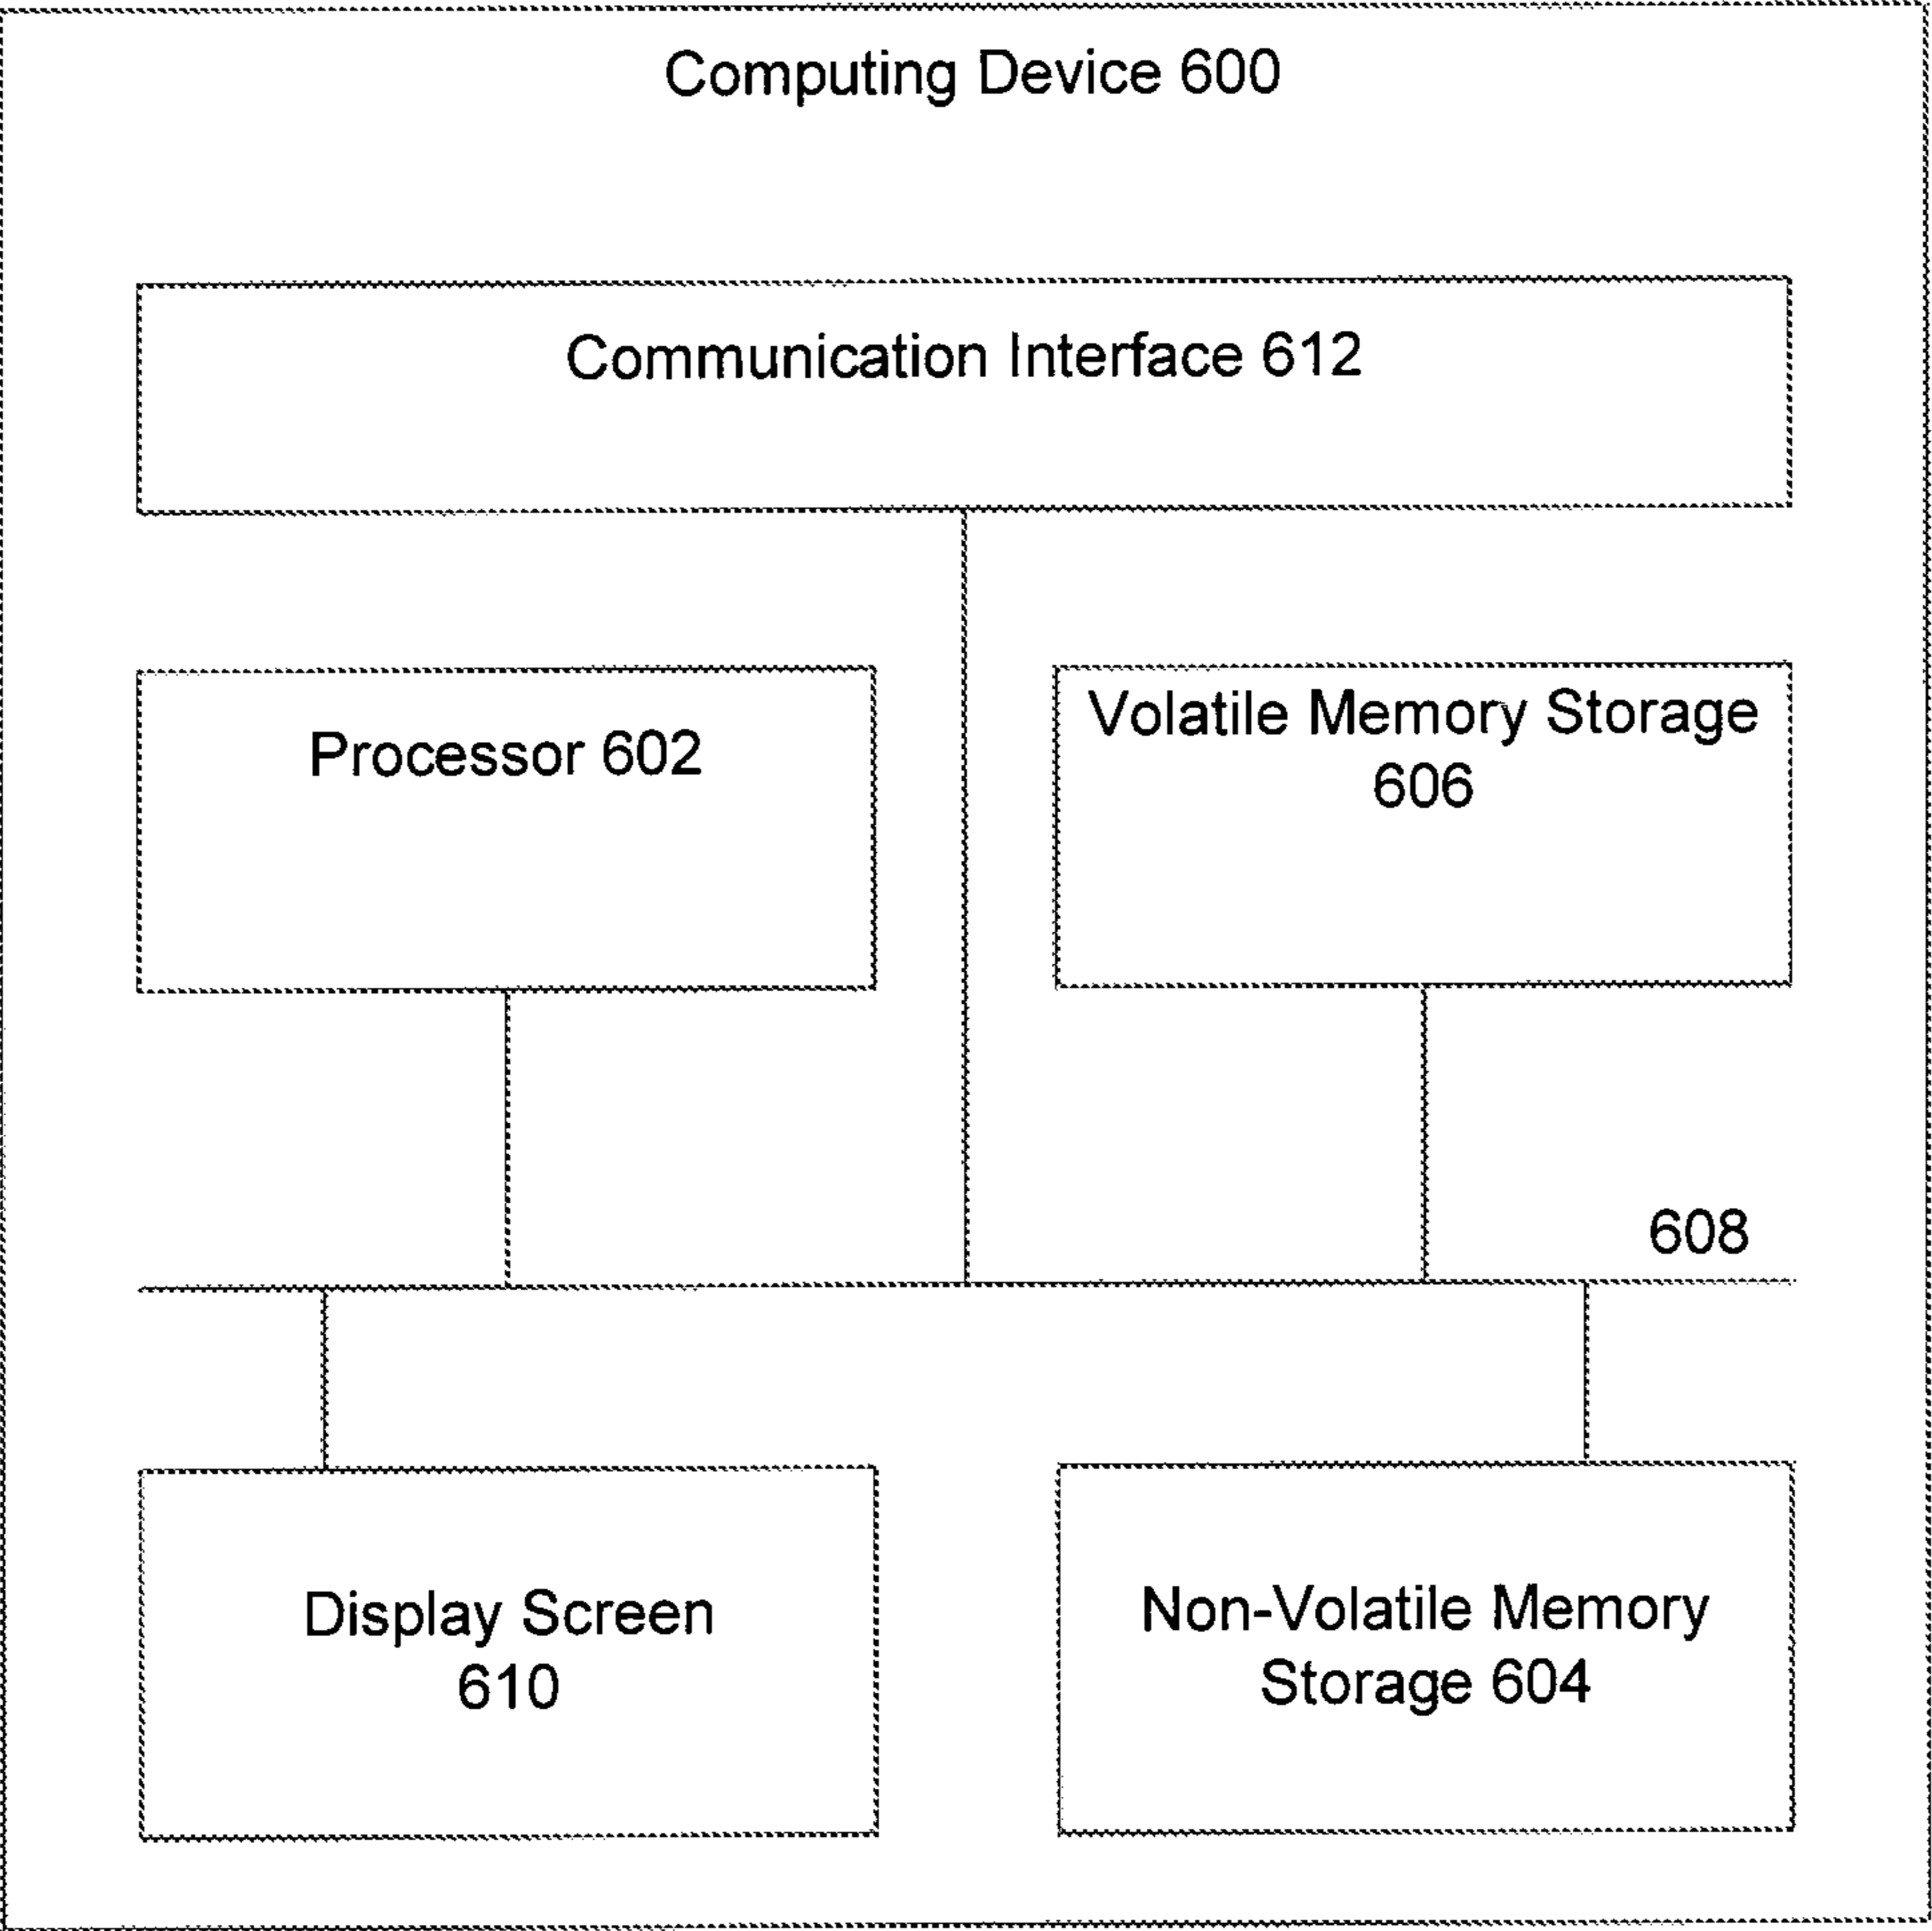 Computing Device 600
Communication Interface 612
Processor 602
Volatile Memory Storage
606
608
Display Screen
610
Non-Volatile Memory
Storage 604